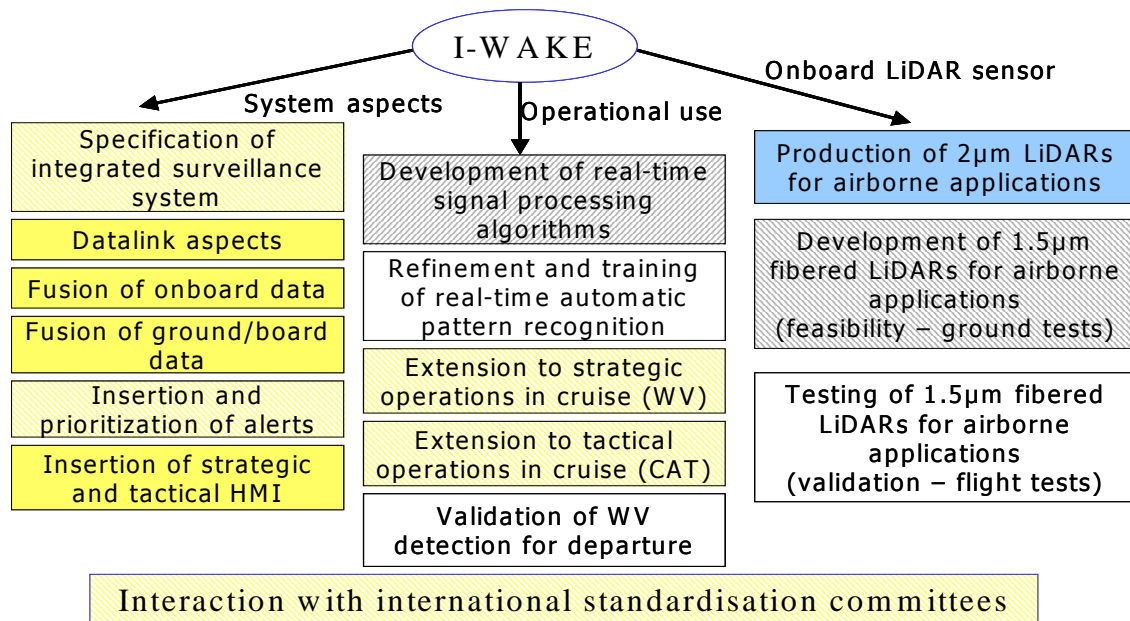 I-WAKE
System aspects
Operational use
Onboard LiDAR sensor
Specification of
integrated surveillance
system
Datalink aspects
Fusion of onboard data
Fusion of ground/board
data
Insertion and
prioritization of alerts
Insertion of strategic
and tactical HMI
Development of real-time
signal processing
algorithms
Refinement and training
of real-time automatic
pattern recognition
Extension to strategic
operations in cruise (WV)
Extension to tactical
operations in cruise (CAT)
Validation of WV
detection for departure
Production of 2µm LiDARs
for airborne applications
Development of 1.5µm
fibered LiDARs for airborne
applications
(feasibility – ground tests)
Testing of 1.5µm fibered
LiDARs for airborne
applications
(validation – flight tests)
Interaction with international standardisation committees